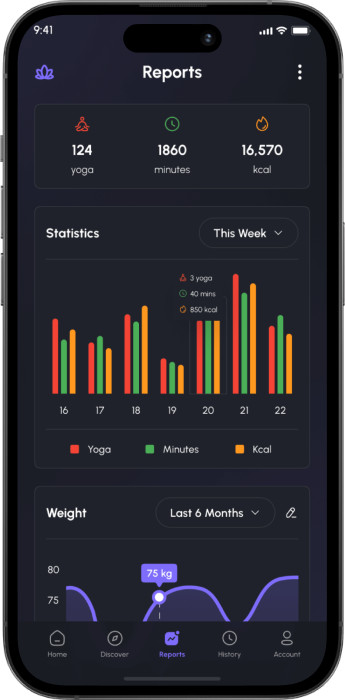 9:41
Reports
124 1860 16,570
yoga minutes kcal
Statistics This Week
3 yoga
40 mins
850 kcal
16 17 18 19 20 21 22
Yoga Minutes Kcal
Weight Last 6 Months
75 kg
80
75
Home Discover Reports History Account